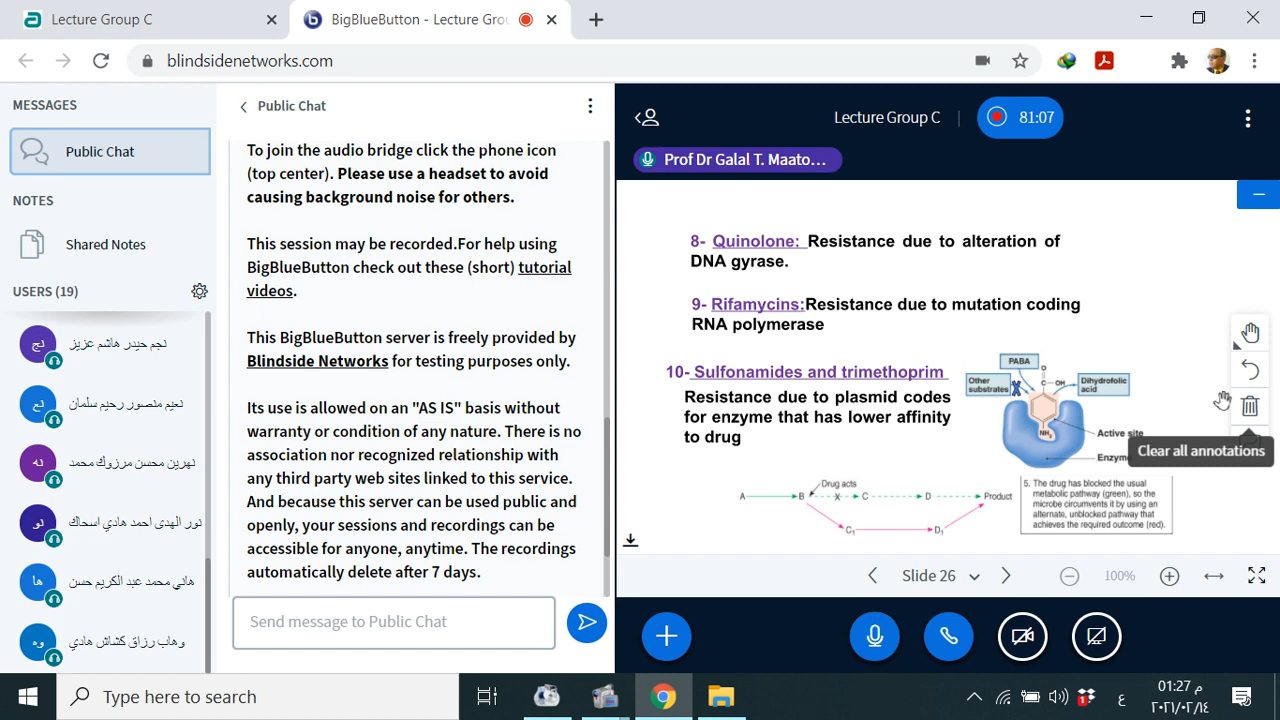 Lecture Group C
BigBlueButton - Lecture Grou
blindsidenetworks.com
MESSAGES
Public Chat
NOTES
Shared Notes
USERS (19)
نج
نجم حيدر هاشم عزيز
نع
نعيم منصور رحيم سلمان
نه
نهرين محسن مرزوك محمد
نو
نور الهدى احمد هادي اسحاك
ها
هاني محمد عبد الكريم حسن
وه
وهاب رزاق كشاش هادي
Public Chat
To join the audio bridge click the phone icon
(top center). Please use a headset to avoid
causing background noise for others.
This session may be recorded.For help using
BigBlueButton check out these (short) tutorial
videos.
This BigBlueButton server is freely provided by
Blindside Networks for testing purposes only.
Its use is allowed on an "AS IS" basis without
warranty or condition of any nature. There is no
association nor recognized relationship with
any third party web sites linked to this service.
And because this server can be used public and
openly, your sessions and recordings can be
accessible for anyone, anytime. The recordings
automatically delete after 7 days.
Send message to Public Chat
Lecture Group C
81:07
Prof Dr Galal T. Maato...
8- Quinolone: Resistance due to alteration of
DNA gyrase.
9- Rifamycins:Resistance due to mutation coding
RNA polymerase
10- Sulfonamides and trimethoprim
Resistance due to plasmid codes
for enzyme that has lower affinity
to drug
PABA
Other
substrates
X
O
C
OH
Dihydrofolic
acid
NH2
Active site
Enzyme
Clear all annotations
Drug acts
A
B
X
C
D
Product
C1
D1
5. The drug has blocked the usual
metabolic pathway (green), so the
microbe circumvents it by using an
alternate, unblocked pathway that
achieves the required outcome (red).
Slide 26
100%
Type here to search
1
ع
01:27 م
٢٠٢١/٠٢/١٤